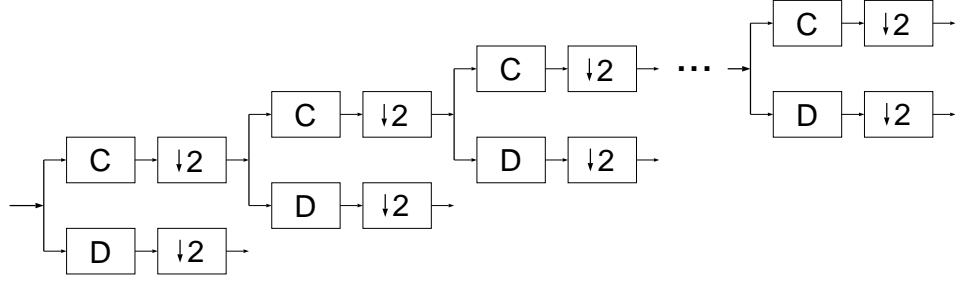 C ↓2
C ↓2 ... D ↓2
C ↓2 D ↓2
C ↓2 D ↓2
D ↓2